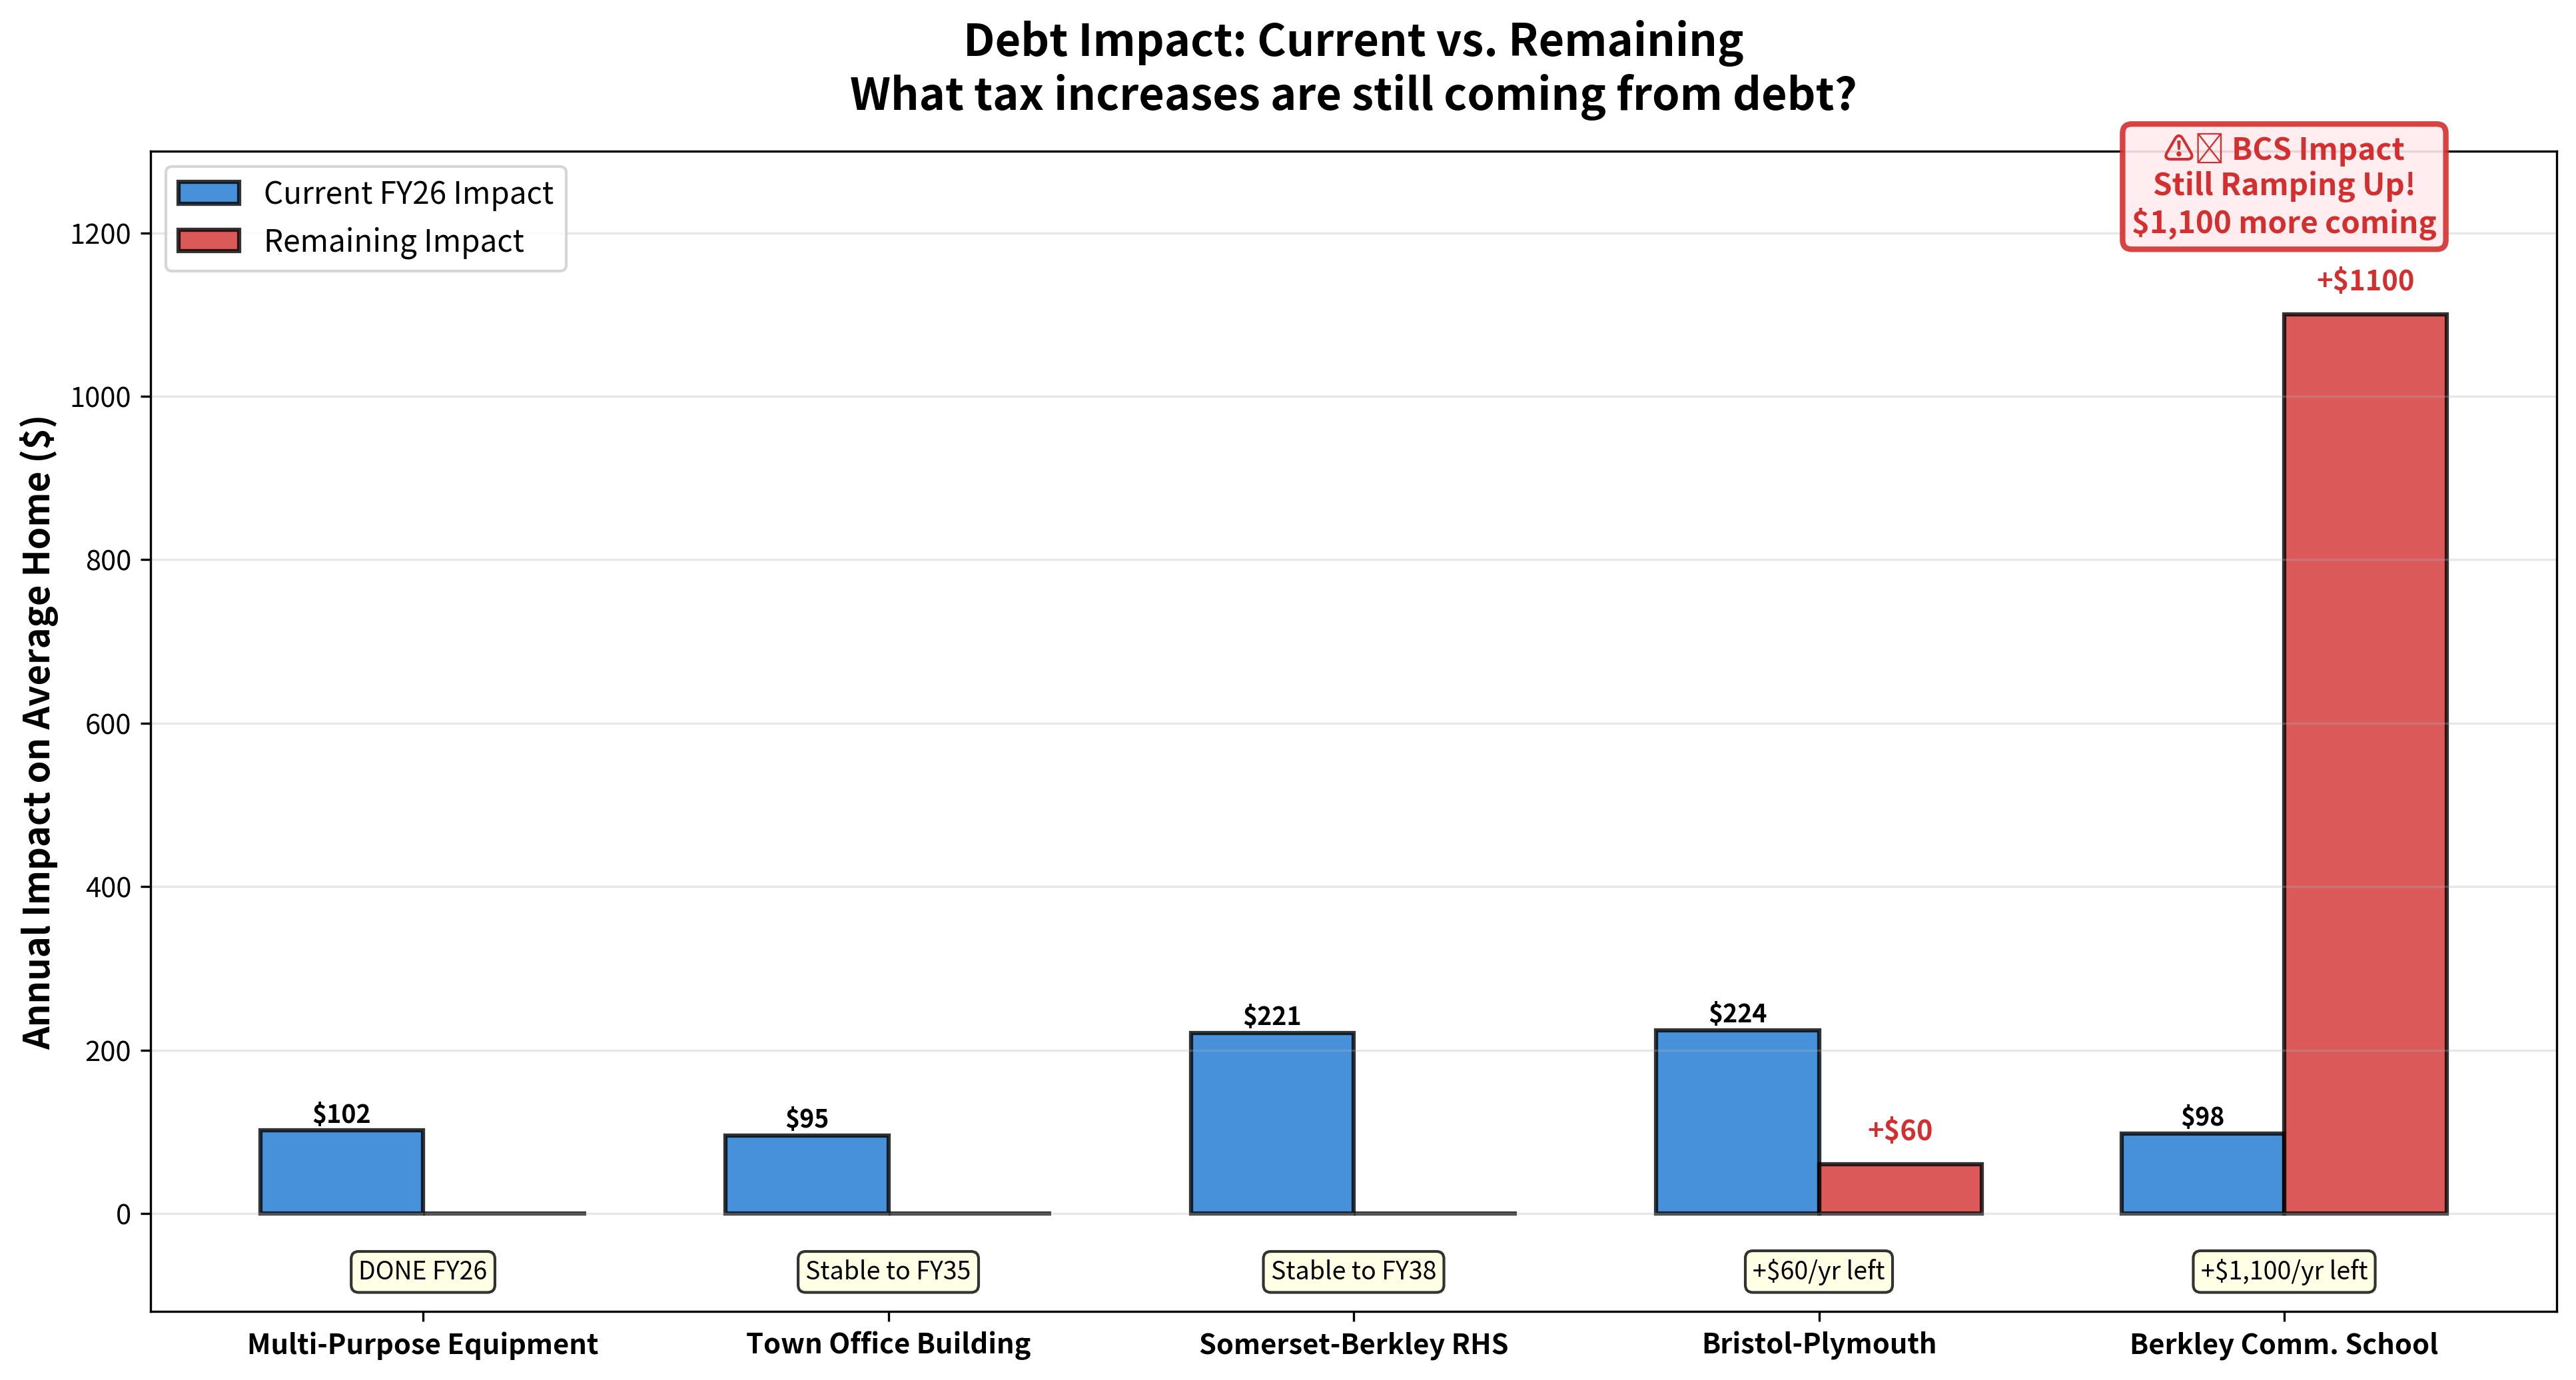 Debt Impact: Current vs. Remaining
What tax increases are still coming from debt?
⚠ BCS Impact
Still Ramping Up!
$1,100 more coming
Current FY26 Impact
Remaining Impact
Annual Impact on Average Home ($)
1200
1000
800
600
400
200
0
$102
$95
$221
$224
+$60
$98
+$1100
DONE FY26
Stable to FY35
Stable to FY38
+$60/yr left
+$1,100/yr left
Multi-Purpose Equipment
Town Office Building
Somerset-Berkley RHS
Bristol-Plymouth
Berkley Comm. School